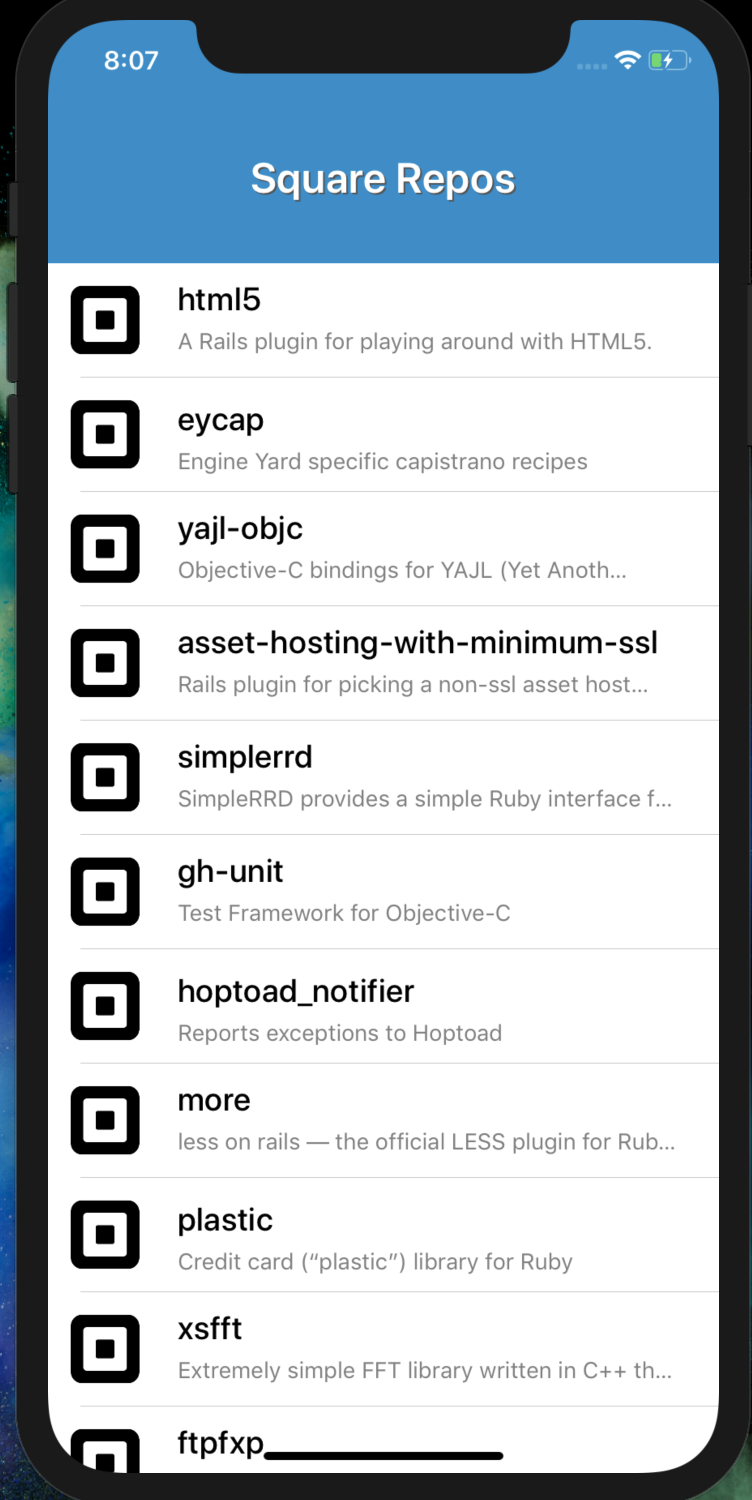 8:07
Square Repos
html5
A Rails plugin for playing around with HTML5.
eycap
Engine Yard specific capistrano recipes
yajl-objc
Objective-C bindings for YAJL (Yet Anoth...
asset-hosting-with-minimum-ssl
Rails plugin for picking a non-ssl asset host...
simplerrd
SimpleRRD provides a simple Ruby interface f...
gh-unit
Test Framework for Objective-C
hoptoad_notifier
Reports exceptions to Hoptoad
more
less on rails — the official LESS plugin for Rub...
plastic
Credit card (“plastic”) library for Ruby
xsfft
Extremely simple FFT library written in C++ th...
ftpfxp